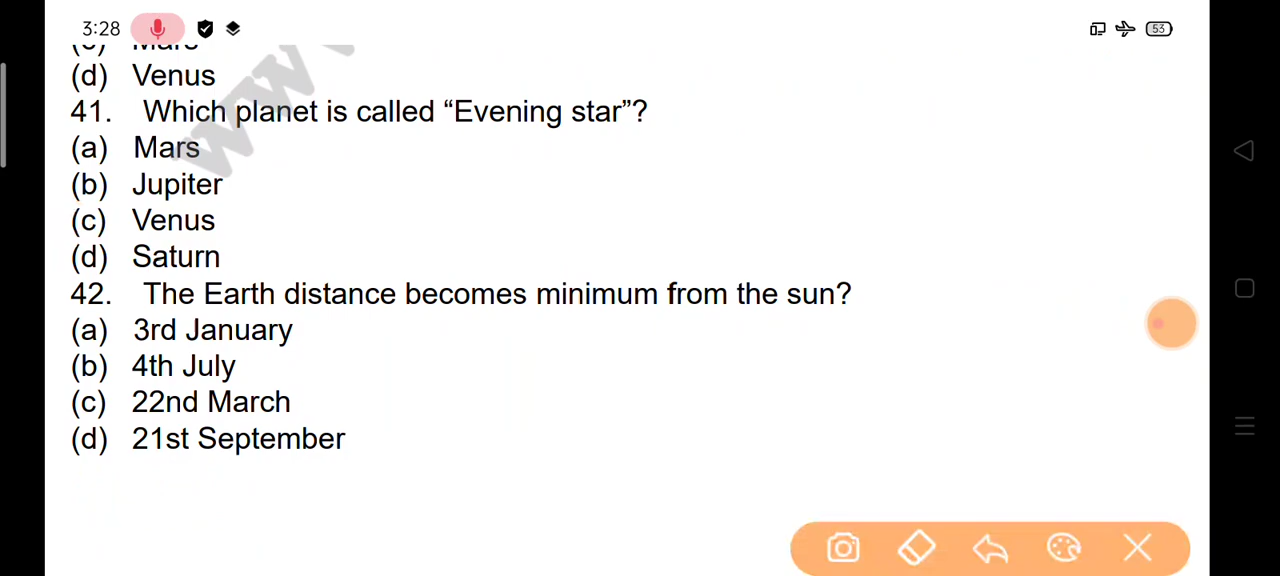 3:28
53
(d) Venus
41. Which planet is called “Evening star”?
(a) Mars
(b) Jupiter
(c) Venus
(d) Saturn
42. The Earth distance becomes minimum from the sun?
(a) 3rd January
(b) 4th July
(c) 22nd March
(d) 21st September